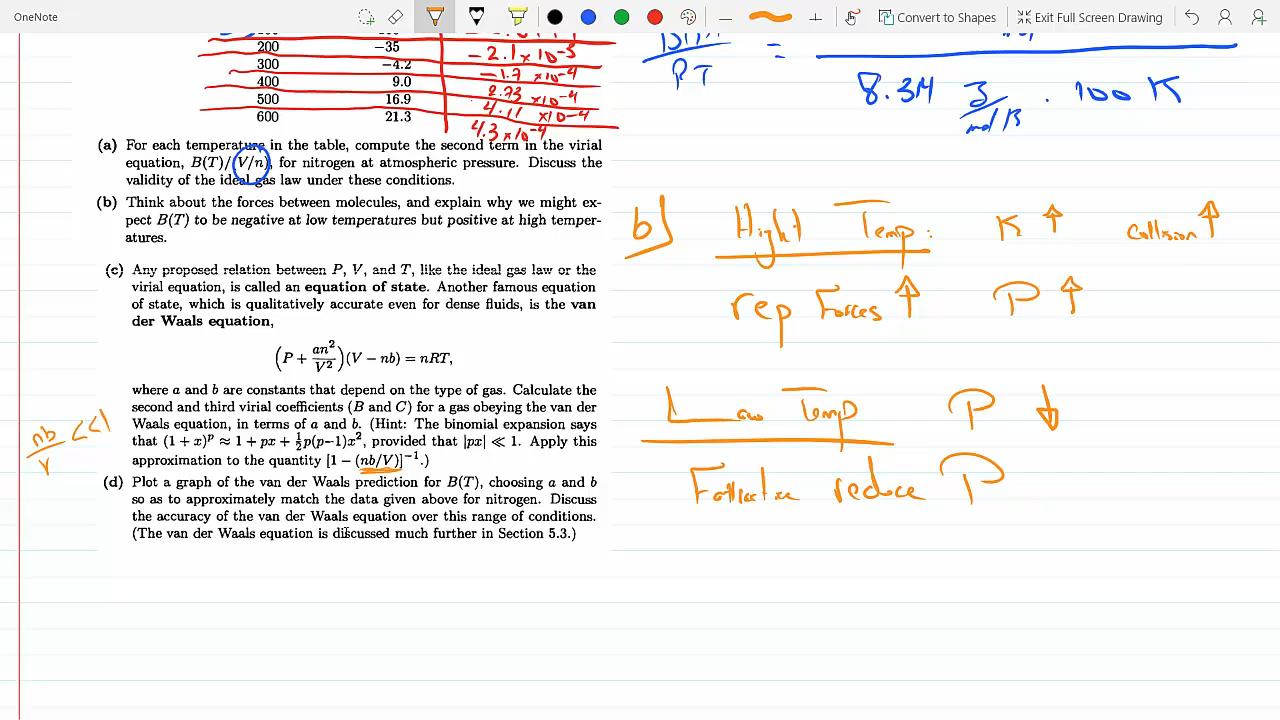 OneNote
Convert to Shapes
Exit Full Screen Drawing
200 −35 −2.1 ×10⁻³
300 −4.2 −1.7 ×10⁻⁴
400 9.0 2.73 ×10⁻⁴
500 16.9 4.11 ×10⁻⁴
600 21.3 4.3 ×10⁻⁴
(a) For each temperature in the table, compute the second term in the virial
equation, B(T)/(V/n), for nitrogen at atmospheric pressure. Discuss the
validity of the ideal gas law under these conditions.
(b) Think about the forces between molecules, and explain why we might ex-
pect B(T) to be negative at low temperatures but positive at high temper-
atures.
(c) Any proposed relation between P, V, and T, like the ideal gas law or the
virial equation, is called an equation of state. Another famous equation
of state, which is qualitatively accurate even for dense fluids, is the van
der Waals equation,
(P + an²/V²)(V − nb) = nRT,
where a and b are constants that depend on the type of gas. Calculate the
second and third virial coefficients (B and C) for a gas obeying the van der
Waals equation, in terms of a and b. (Hint: The binomial expansion says
that (1 + x)ᵖ ≈ 1 + px + ½p(p−1)x², provided that |px| ≪ 1. Apply this
approximation to the quantity [1 − (nb/V)]⁻¹.)
(d) Plot a graph of the van der Waals prediction for B(T), choosing a and b
so as to approximately match the data given above for nitrogen. Discuss
the accuracy of the van der Waals equation over this range of conditions.
(The van der Waals equation is discussed much further in Section 5.3.)
nb/V <<1
RT =
8.314 J/mol K · 100 K
b) Hight Temp: K ↑ Collision ↑
rep Forces ↑ P ↑
Low Temp P ↓
reduce P